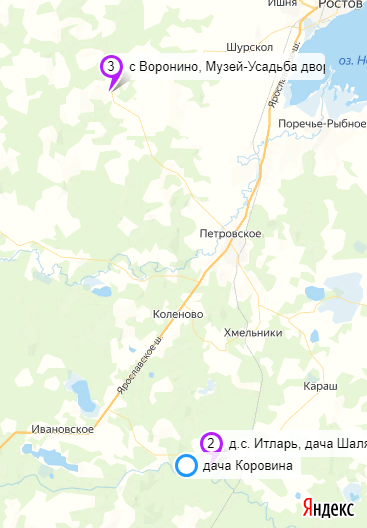 Ишня
Ростов
Шурскол
оз. Не
3
с Воронино, Музей-Усадьба двор
Ярославское ш.
Поречье-Рыбное
Петровское
Коленово
Хмельники
Ярославское ш.
Караш
Ивановское
2
д.с. Итларь, дача Шаля
дача Коровина
Яндекс